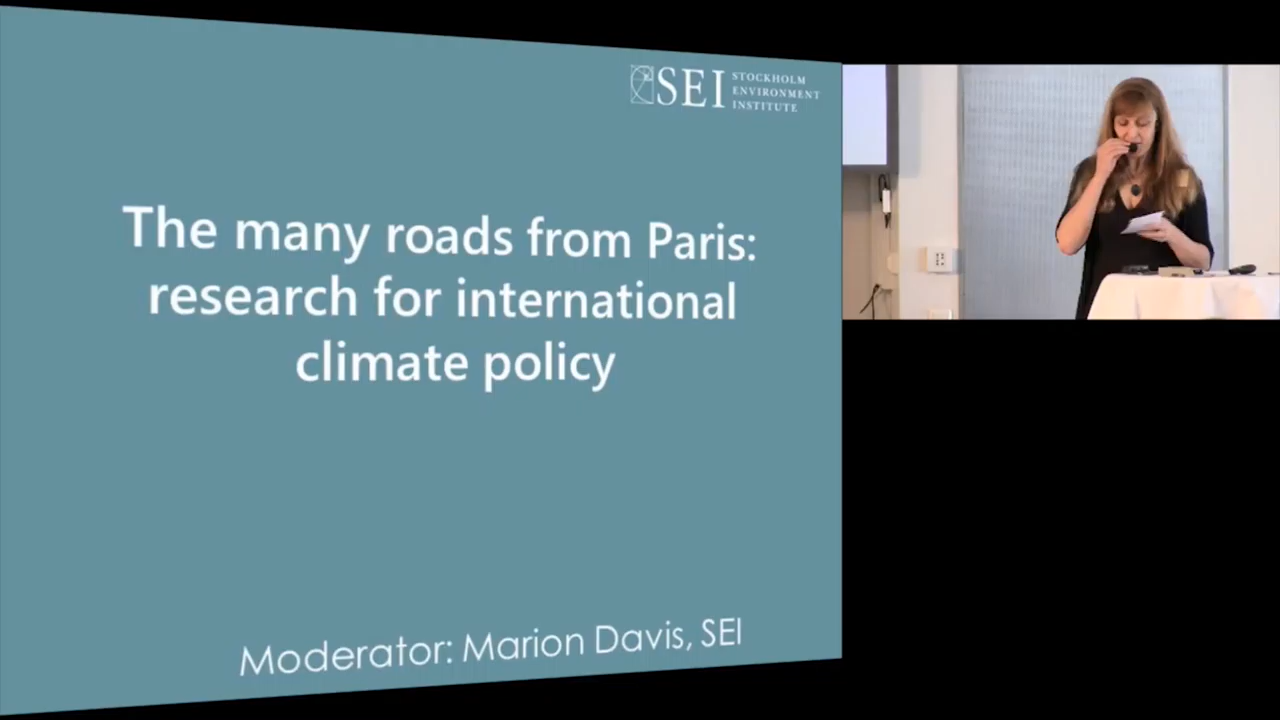 SEI STOCKHOLM
ENVIRONMENT
INSTITUTE
The many roads from Paris:
research for international
climate policy
Moderator: Marion Davis, SEI